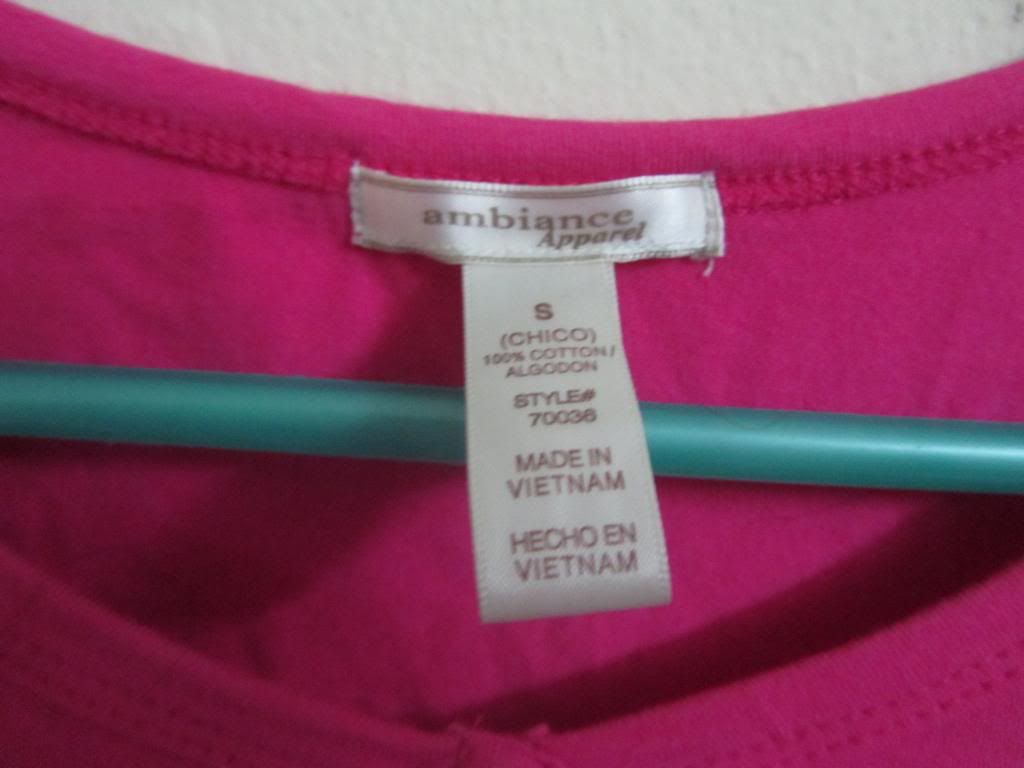 ambiance
Apparel
S
(CHICO)
100% COTTON/
ALGODON
STYLE#
70036
MADE IN
VIETNAM
HECHO EN
VIETNAM